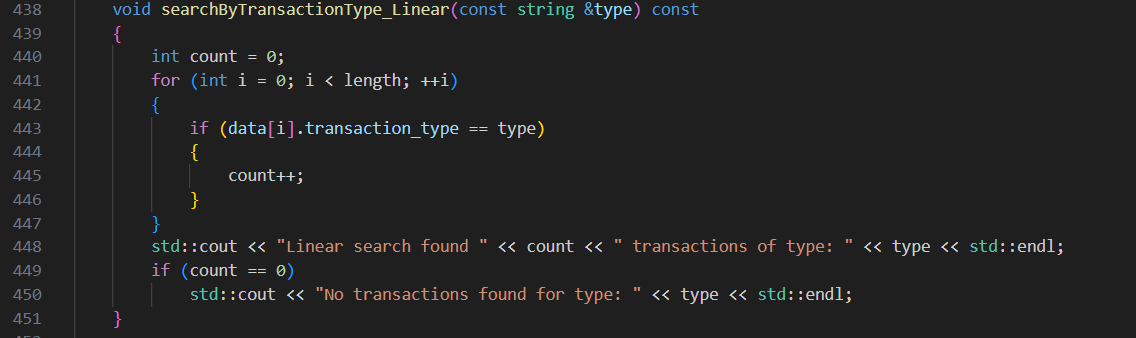 438 void searchByTransactionType_Linear(const string &type) const
439 {
440 int count = 0;
441 for (int i = 0; i < length; ++i)
442 {
443 if (data[i].transaction_type == type)
444 {
445 count++;
446 }
447 }
448 std::cout << "Linear search found " << count << " transactions of type: " << type << std::endl;
449 if (count == 0)
450 std::cout << "No transactions found for type: " << type << std::endl;
451 }